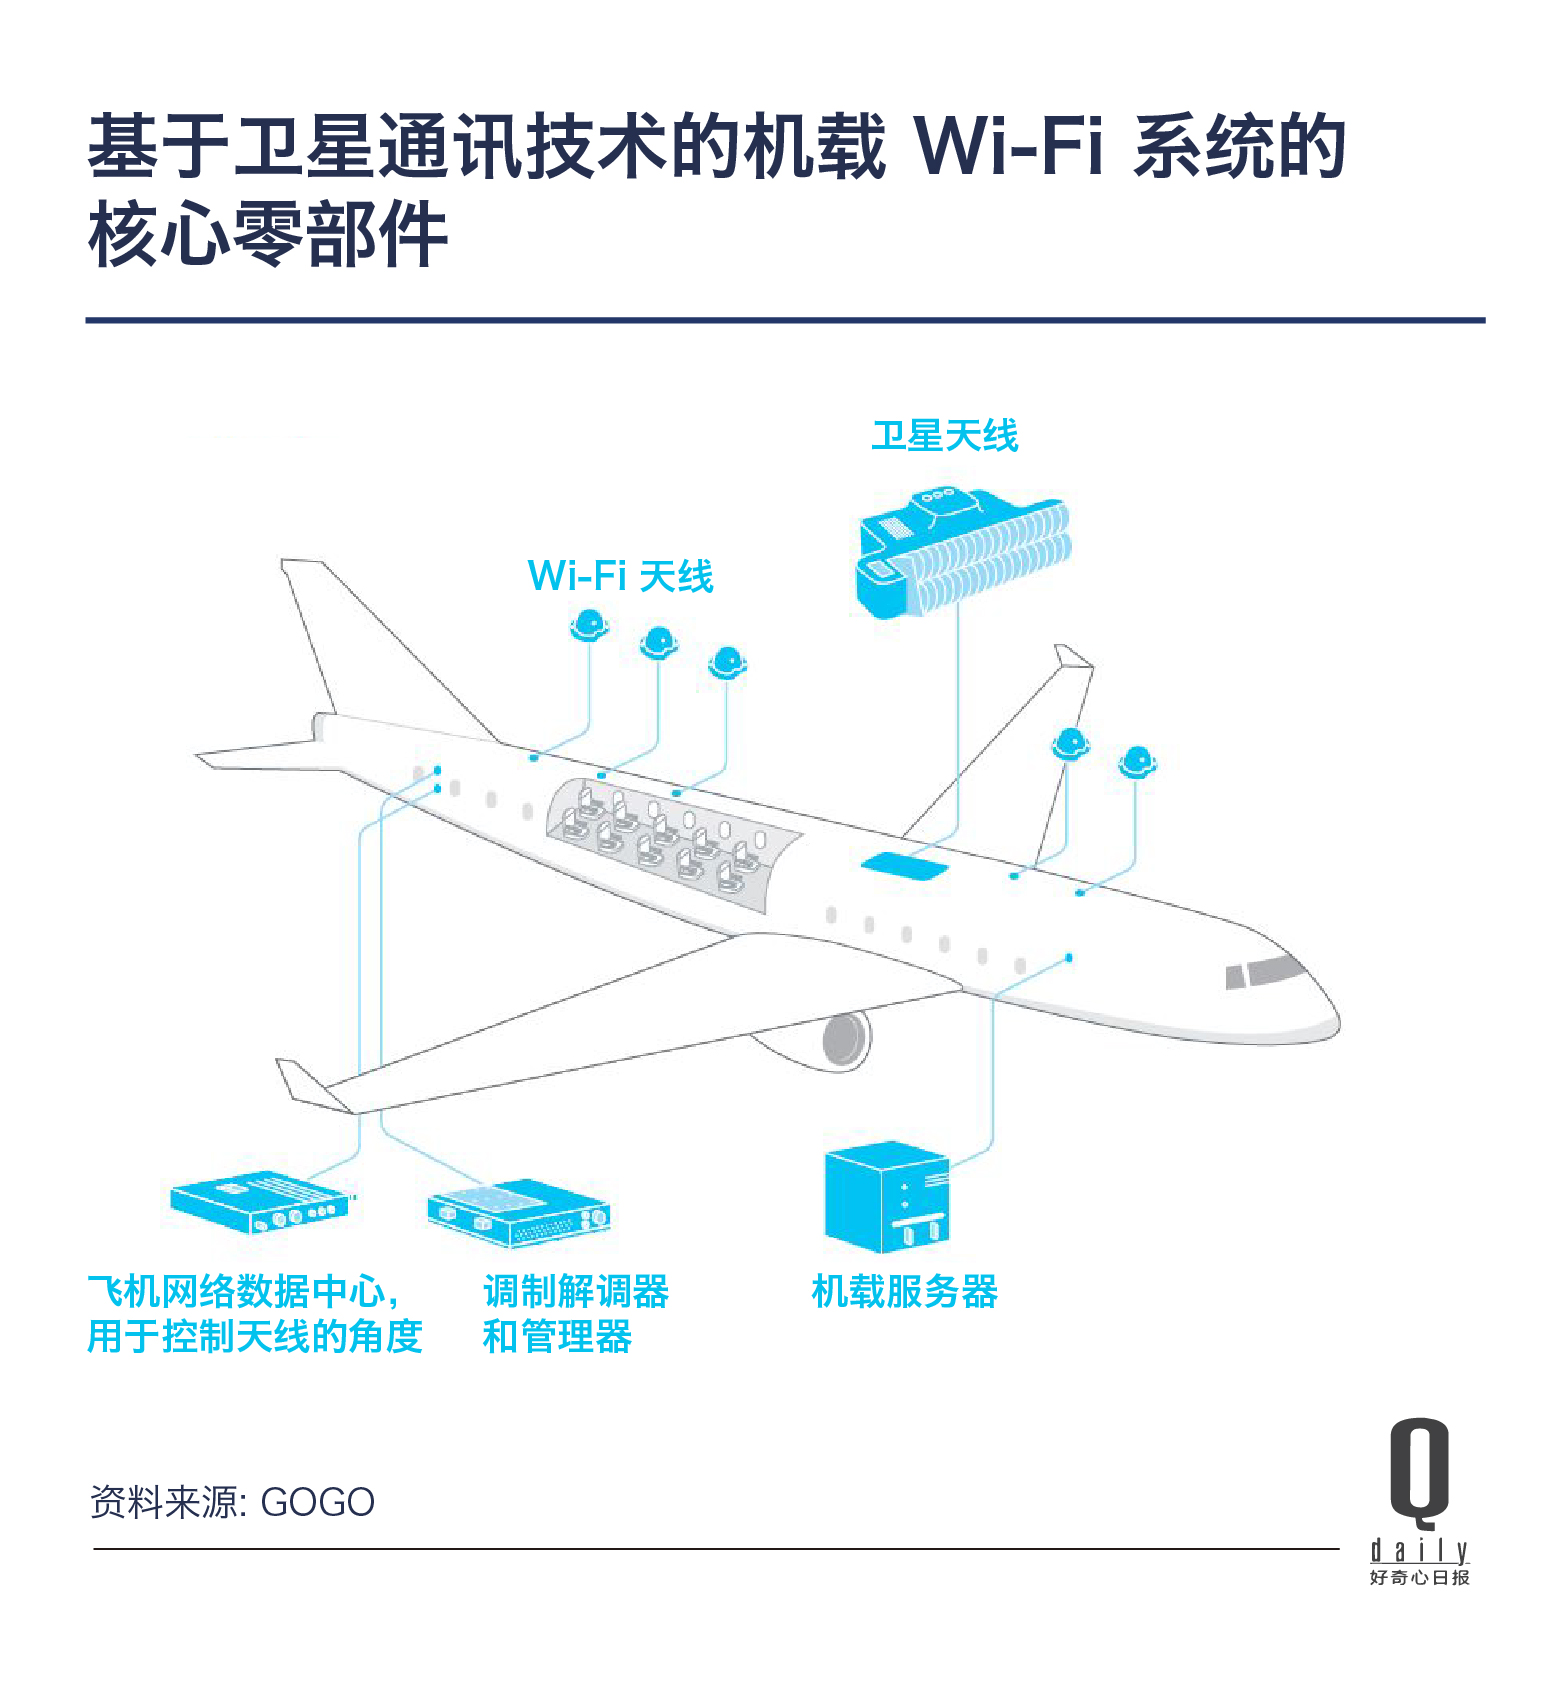 基于卫星通讯技术的机载 Wi-Fi 系统的
核心零部件
卫星天线
Wi-Fi 天线
飞机网络数据中心，
用于控制天线的角度
调制解调器
和管理器
机载服务器
资料来源: GOGO
Q
daily
好奇心日报